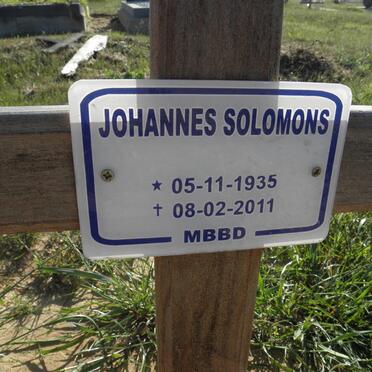 JOHANNES SOLOMONS
★ 05-11-1935
✝ 08-02-2011
MBBD